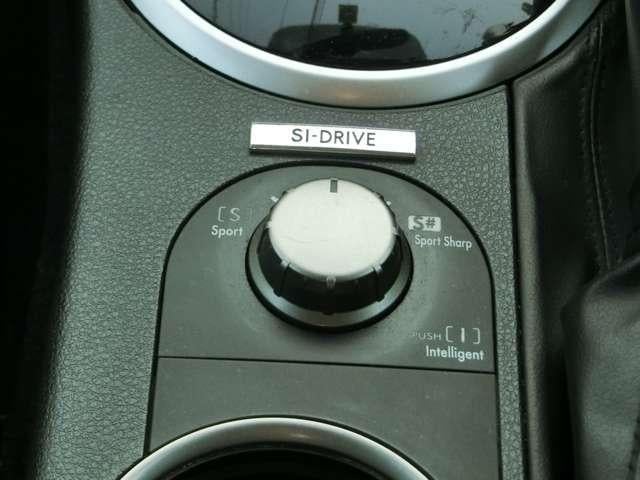 SI-DRIVE
[S]
Sport
S#
Sport Sharp
PUSH [I]
Intelligent